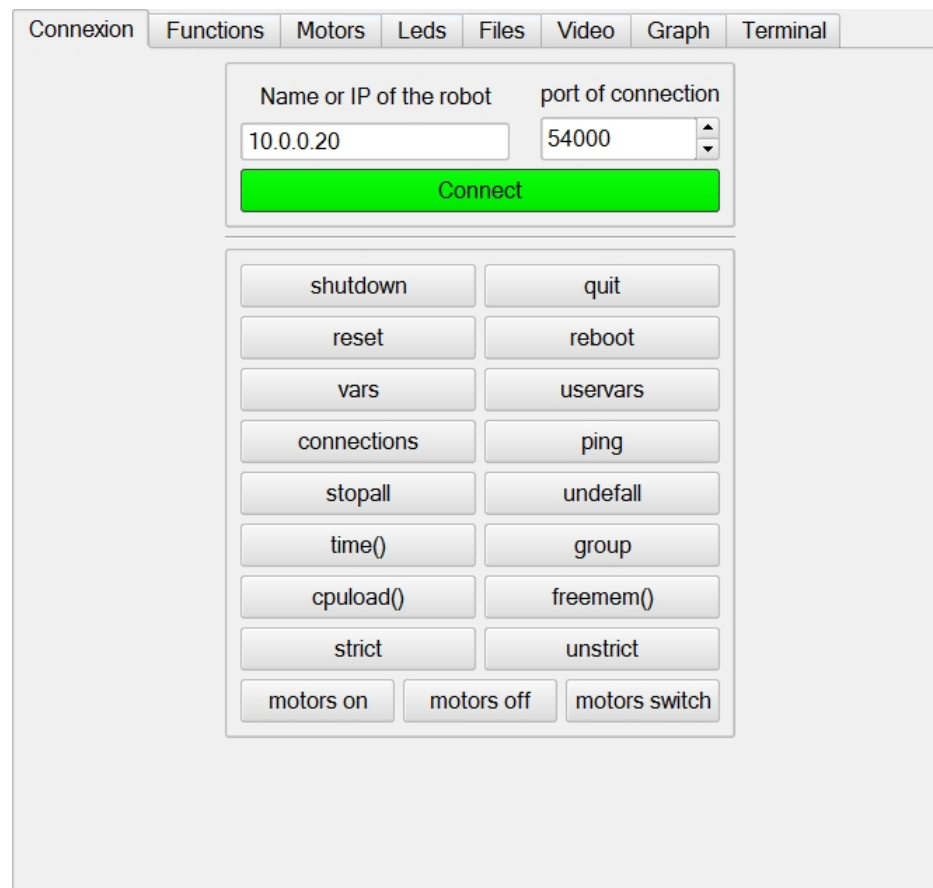 Connexion Functions Motors Leds Files Video Graph Terminal
Name or IP of the robot port of connection
10.0.0.20 54000
Connect
shutdown quit
reset reboot
vars uservars
connections ping
stopall undefall
time() group
cpuload() freemem()
strict unstrict
motors on motors off motors switch